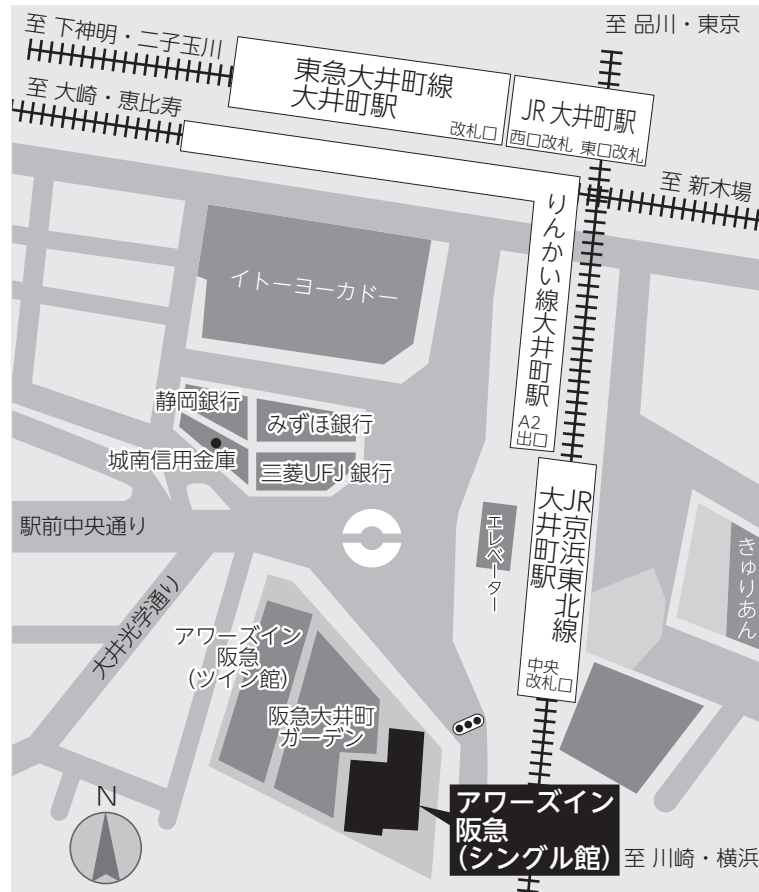 至 下神明・二子玉川
至 品川・東京
東急大井町線
大井町駅
改札口
JR 大井町駅
西口改札 東口改札
至 大崎・恵比寿
至 新木場
りんかい線大井町駅
A2
出口
イトーヨーカドー
静岡銀行
みずほ銀行
城南信用金庫
三菱UFJ 銀行
駅前中央通り
エレベーター
JR京浜東北線
大井町駅
中央
改札口
きゅりあん
大井光学通り
アワーズイン
阪急
(ツイン館)
阪急大井町
ガーデン
アワーズイン
阪急
(シングル館)
至 川崎・横浜
N